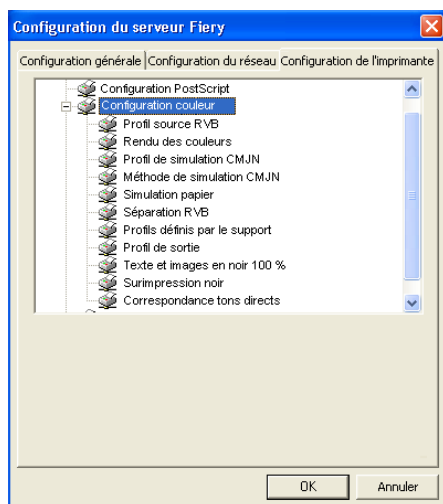 Configuration du serveur Fiery
Configuration générale Configuration du réseau Configuration de l'imprimante
Configuration PostScript
Configuration couleur
Profil source RVB
Rendu des couleurs
Profil de simulation CMJN
Méthode de simulation CMJN
Simulation papier
Séparation RVB
Profils définis par le support
Profil de sortie
Texte et images en noir 100 %
Surimpression noir
Correspondance tons directs
OK Annuler